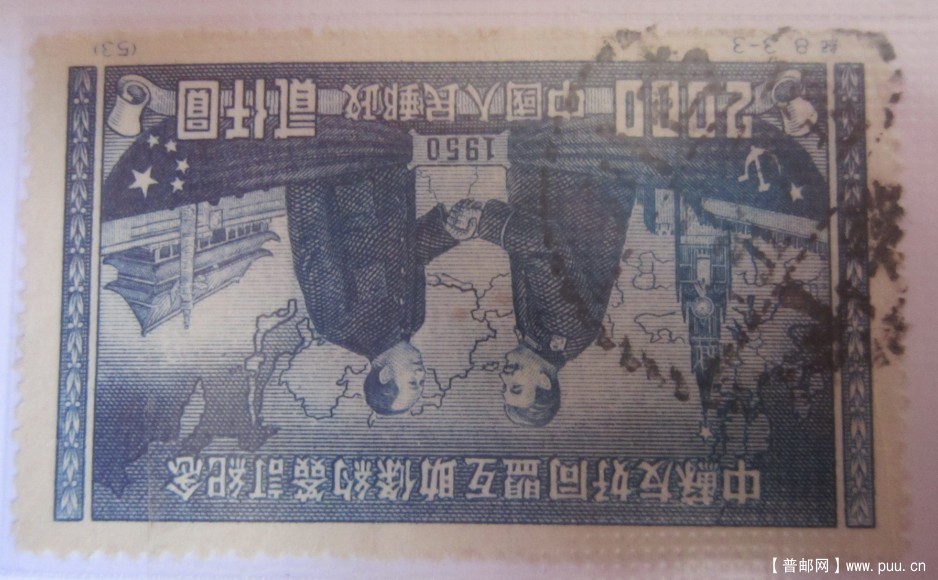 中蘇友好同盟互助條約簽訂紀念
1950
2000 中國人民郵政 貳仟圓
紀8. 3-3 (53)
【普邮网】www.puu.cn